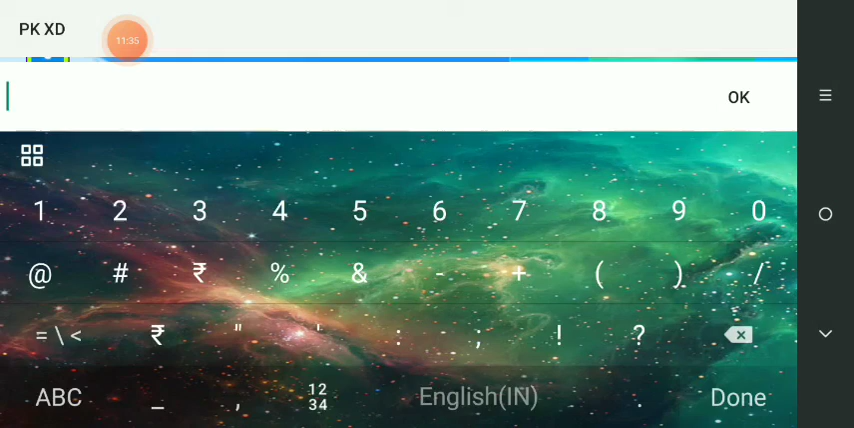 PK XD
11:35
OK
1 2 3 4 5 6 7 8 9 0
@ # ₹ % & - + ( ) /
= \ < ₹ " ' : ; ! ?
ABC _ , 12 English(IN) . Done
34